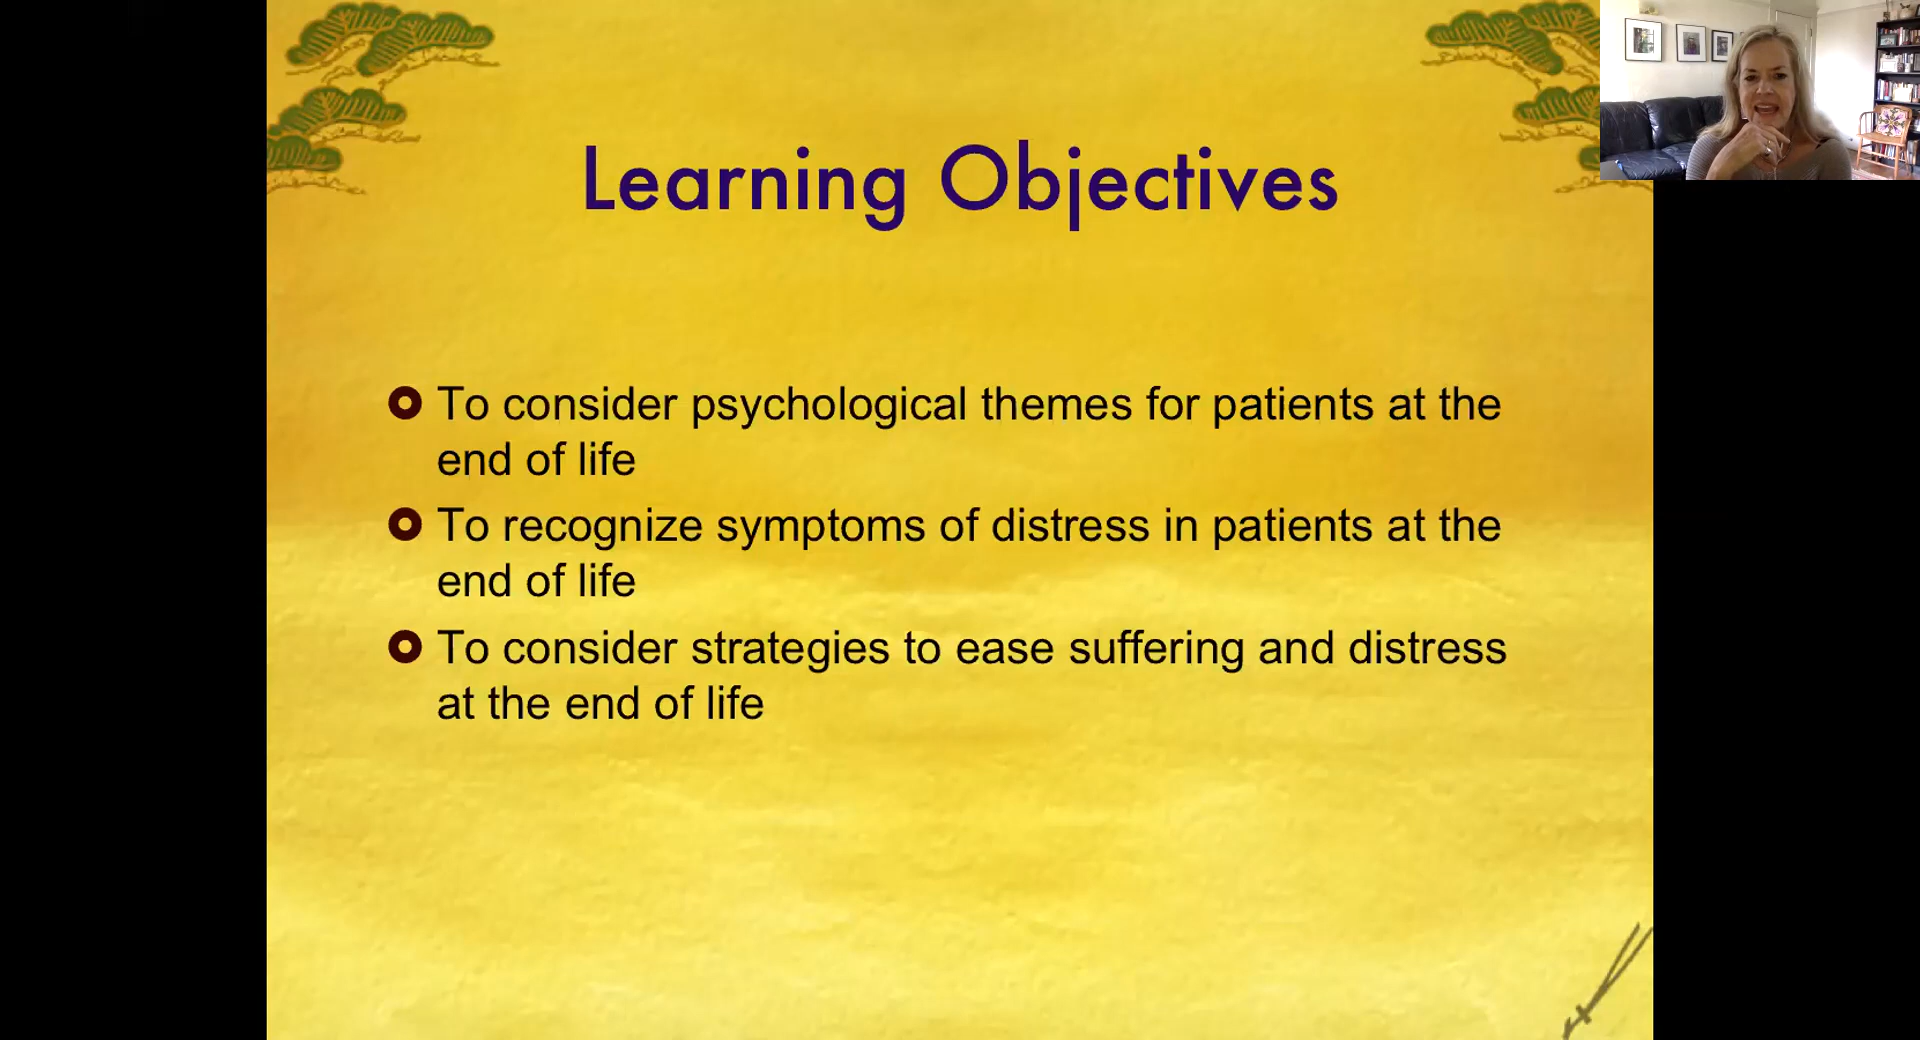 Learning Objectives
To consider psychological themes for patients at the
end of life
To recognize symptoms of distress in patients at the
end of life
To consider strategies to ease suffering and distress
at the end of life